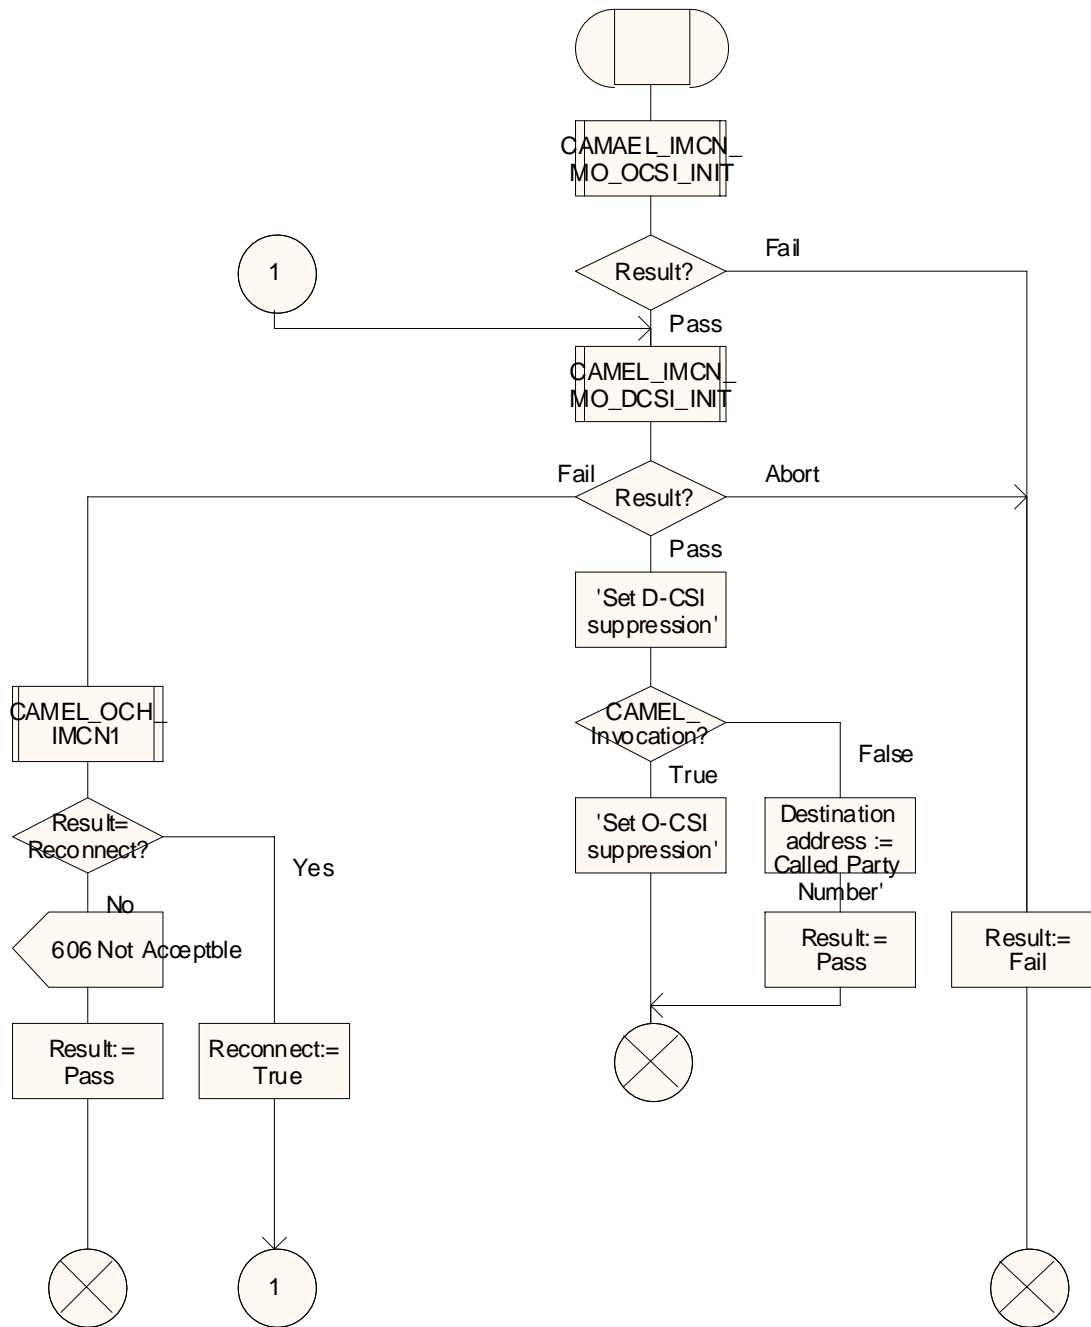 CAMAEL_IMCN_
MO_OCSI_INIT
Fail
1
Result?
Pass
CAMEL_IMCN_
MO_DCSI_INIT
Fail
Abort
Result?
Pass
'Set D-CSI
suppression'
CAMEL_OCH_
IMCN1
CAMEL_
Invocation?
False
True
Result=
Reconnect?
Yes
'Set O-CSI
suppression'
Destination
address :=
Called Party
Number'
No
606 Not Acceptble
Result:=
Pass
Result:=
Fail
Result:=
Pass
Reconnect:=
True
1